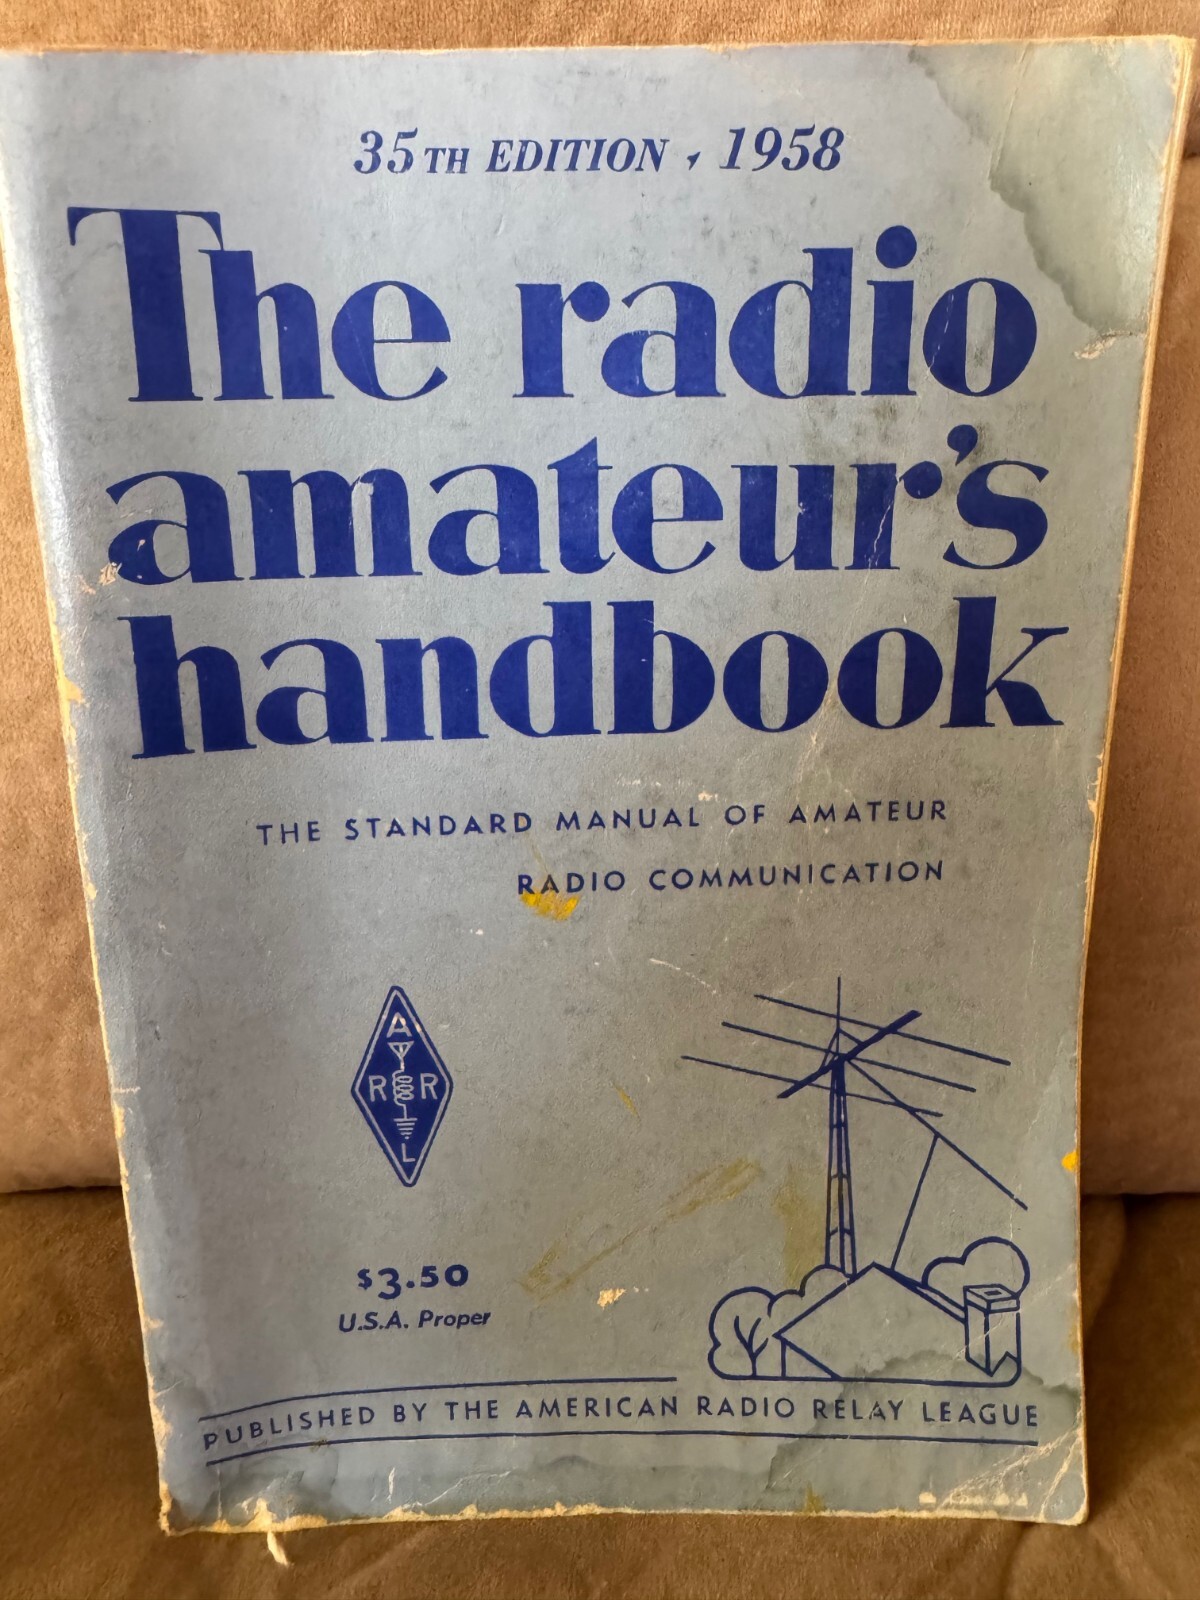 35TH EDITION , 1958
The radio
amateur's
handbook
THE STANDARD MANUAL OF AMATEUR
RADIO COMMUNICATION
A
R R
L
$3.50
U.S.A. Proper
PUBLISHED BY THE AMERICAN RADIO RELAY LEAGUE